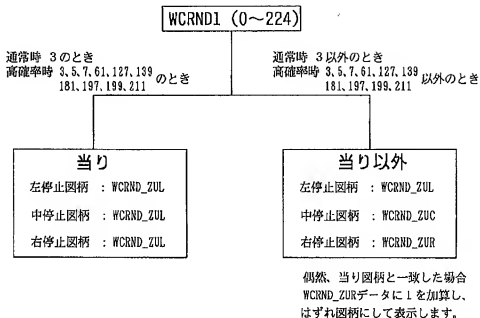 WCRND1 (0～224)
通常時 3のとき
高確率時 3、5、7、61、127、139
181、197、199、211 のとき
通常時 3以外のとき
高確率時 3、5、7、61、127、139
181、197、199、211 以外のとき
当り
左停止図柄 : WCRND_ZUL
中停止図柄 : WCRND_ZUL
右停止図柄 : WCRND_ZUL
当り以外
左停止図柄 : WCRND_ZUL
中停止図柄 : WCRND_ZUC
右停止図柄 : WCRND_ZUR
偶然、当り図柄と一致した場合
WCRND_ZURデータに1を加算し、
はずれ図柄にして表示します。